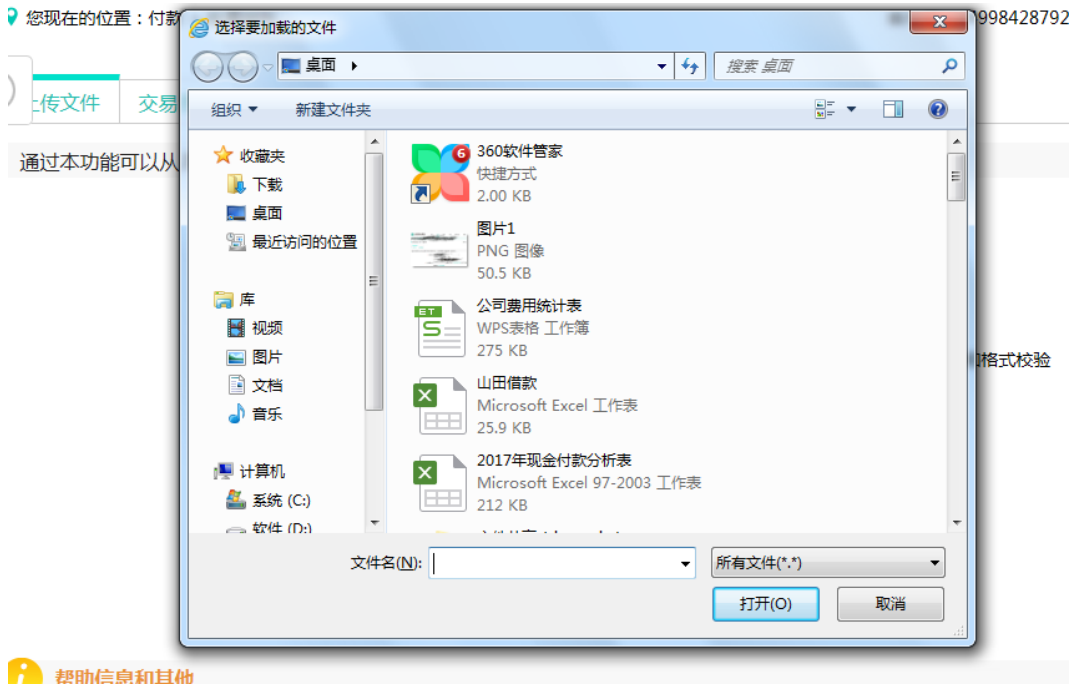 您现在的位置：付款
选择要加载的文件
998428792
桌面
搜索 桌面
上传文件
交易
组织
新建文件夹
通过本功能可以从
收藏夹
下载
桌面
最近访问的位置
库
视频
图片
文档
音乐
计算机
系统 (C:)
软件 (D:)
6
360软件管家
快捷方式
2.00 KB
图片1
PNG 图像
50.5 KB
ET
S
公司费用统计表
WPS表格 工作簿
275 KB
格式校验
X
山田借款
Microsoft Excel 工作表
25.9 KB
X
2017年现金付款分析表
Microsoft Excel 97-2003 工作表
212 KB
文件名(N):
所有文件(*.*)
打开(O)
取消
帮助信息和其他